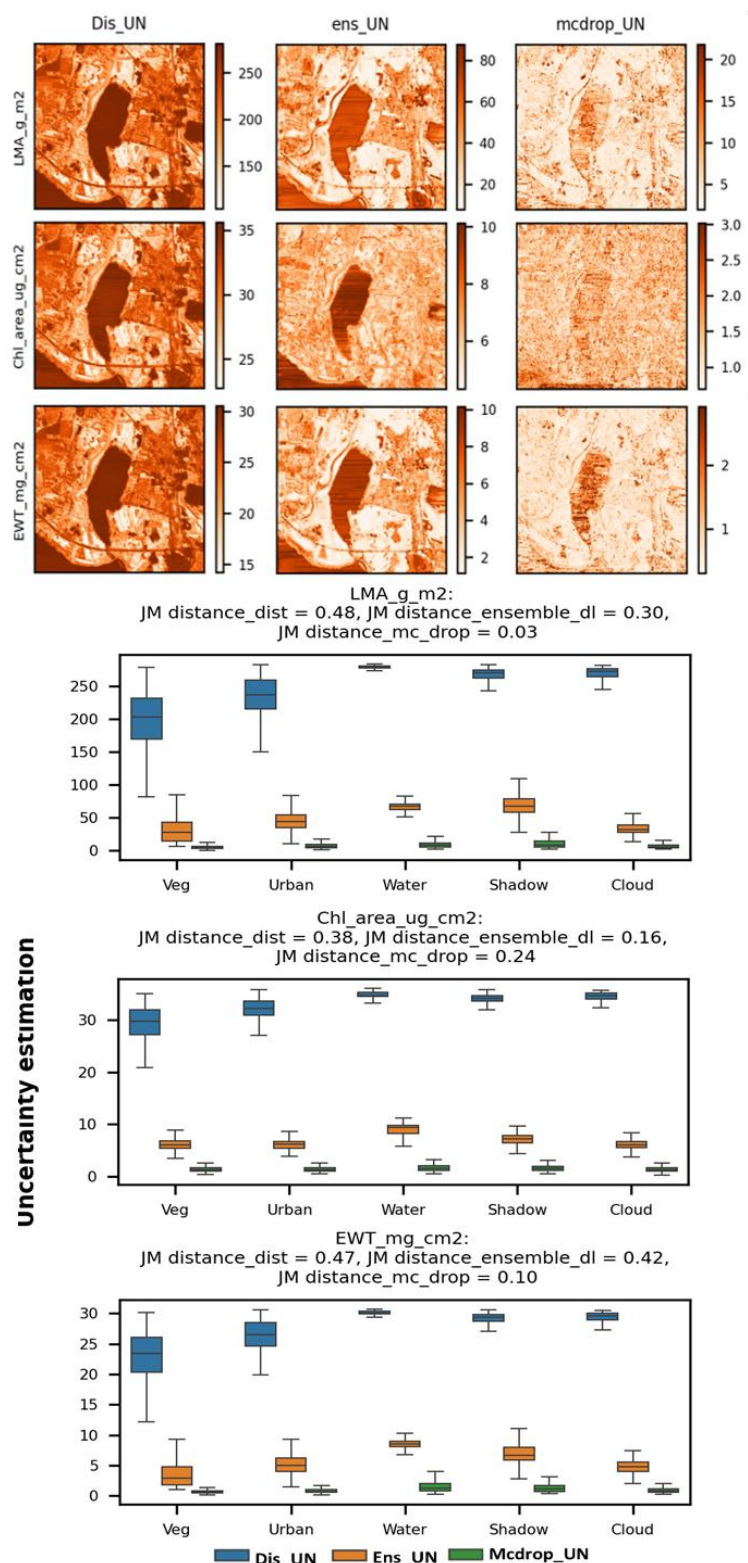 Dis_UN ens_UN mcdrop_UN
LMA_g_m2
250
200
150
80
60
40
20
20
15
10
5
Chl_area_ug_cm2
35
30
25
10
8
6
3.0
2.5
2.0
1.5
1.0
EWT_mg_cm2
30
25
20
15
10
8
6
4
2
2
1
LMA_g_m2:
JM distance_dist = 0.48, JM distance_ensemble_dl = 0.30,
JM distance_mc_drop = 0.03
250
200
150
100
50
0
Veg Urban Water Shadow Cloud
Uncertainty estimation
Chl_area_ug_cm2:
JM distance_dist = 0.38, JM distance_ensemble_dl = 0.16,
JM distance_mc_drop = 0.24
30
20
10
0
Veg Urban Water Shadow Cloud
EWT_mg_cm2:
JM distance_dist = 0.47, JM distance_ensemble_dl = 0.42,
JM distance_mc_drop = 0.10
30
25
20
15
10
5
0
Veg Urban Water Shadow Cloud
Dis_UN Ens_UN Mcdrop_UN